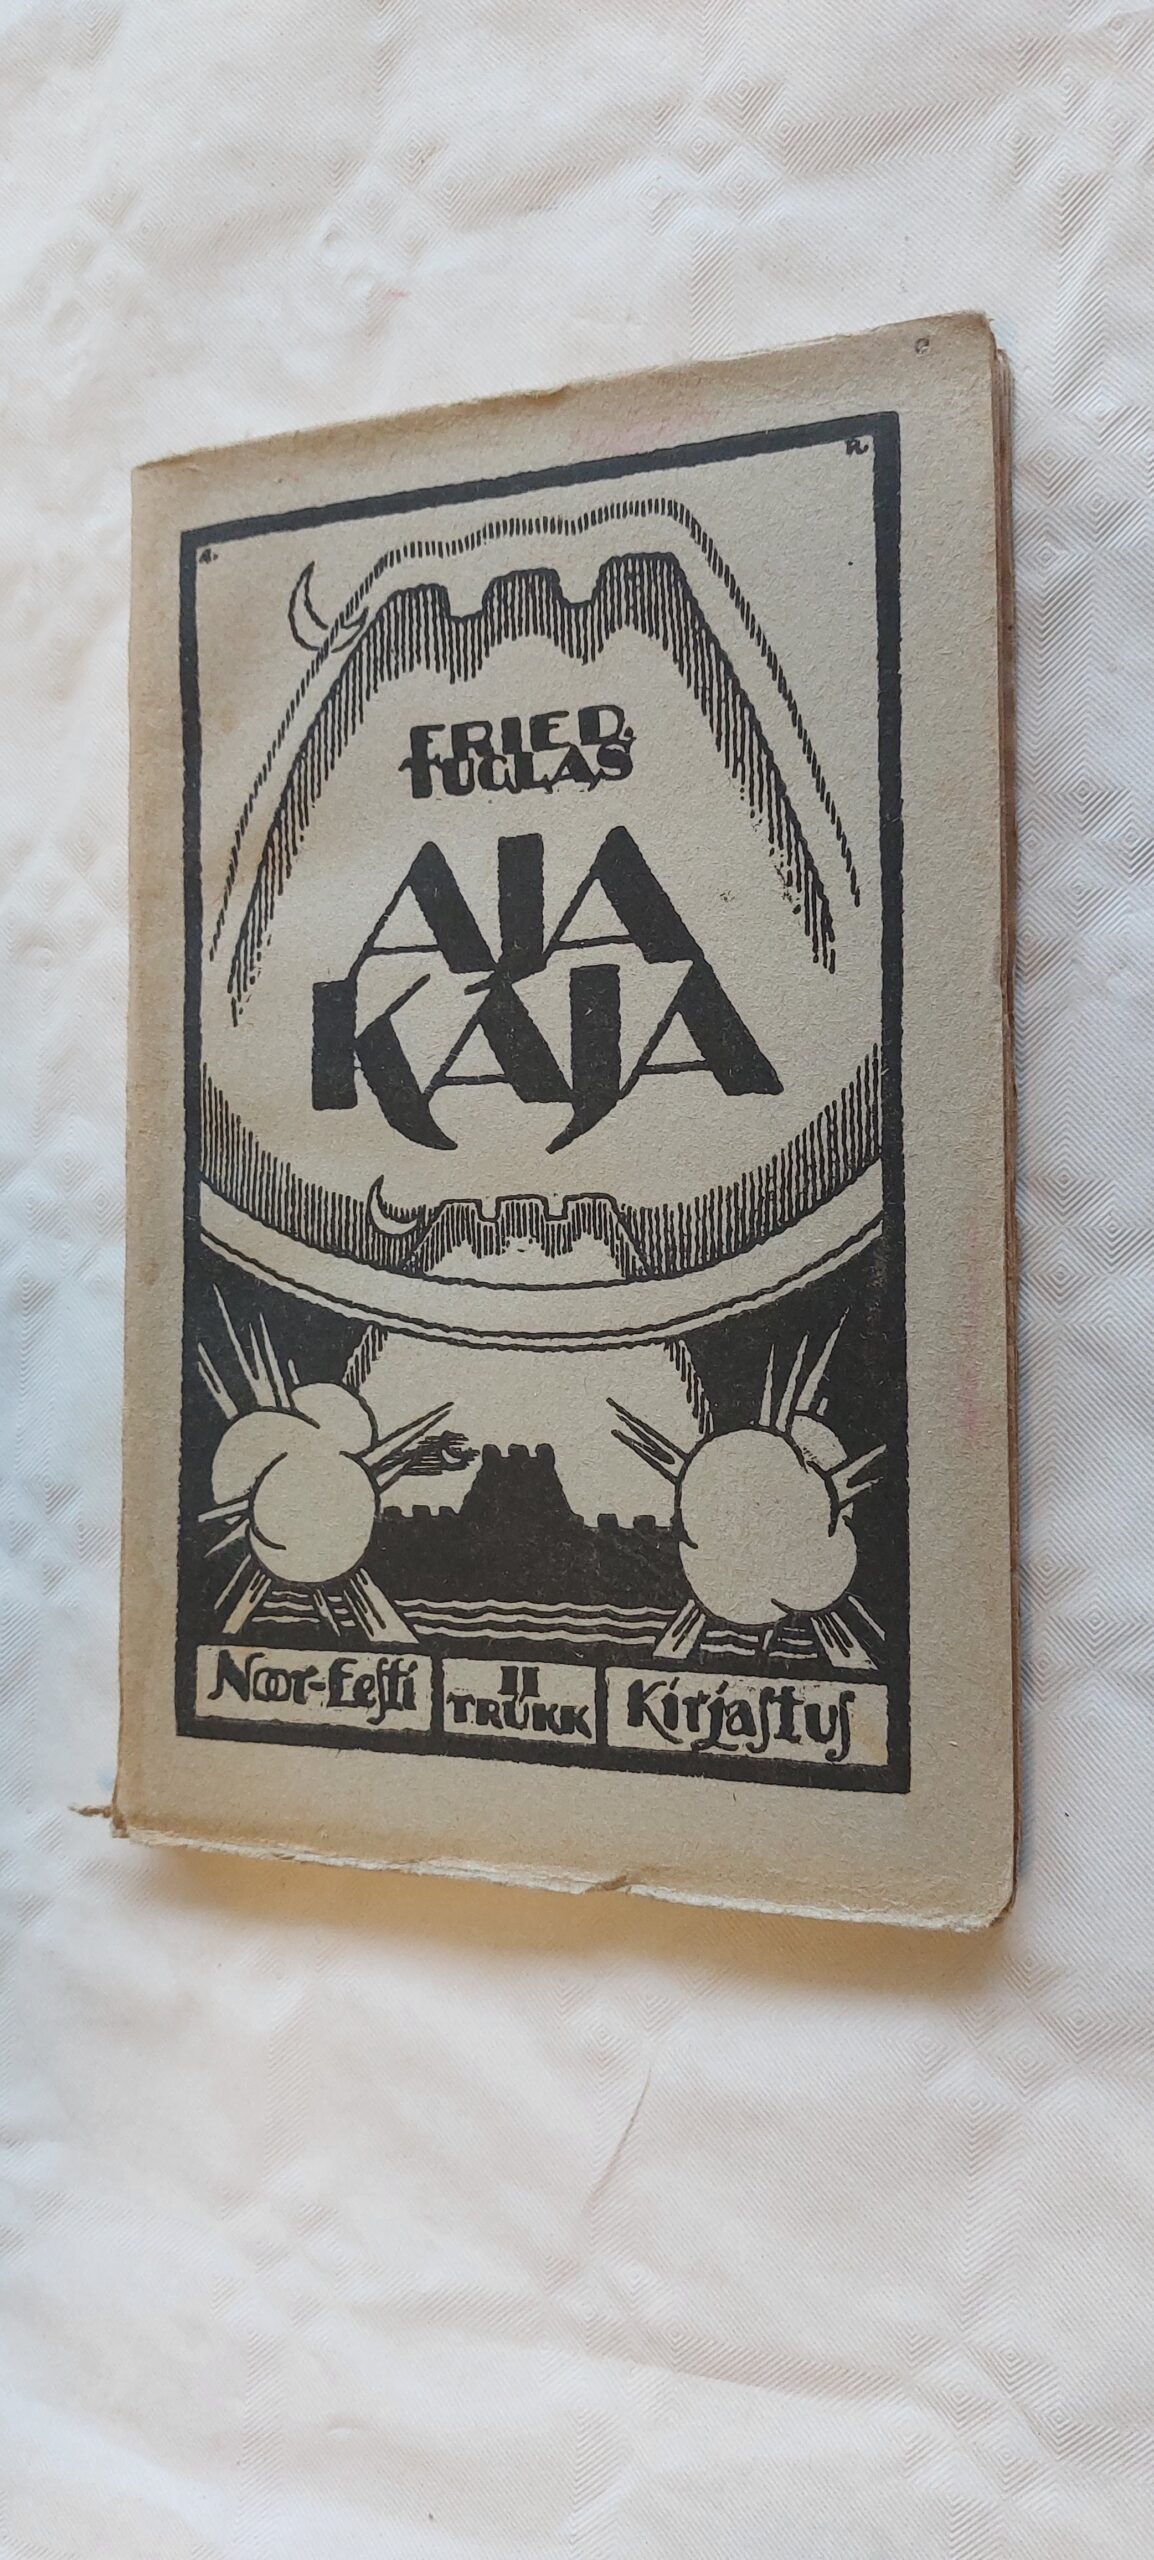 A.
R.
FRIED.
TUGLAS
AJA
KAJA
Noor-Eesti
II
TRÜKK
Kirjastus